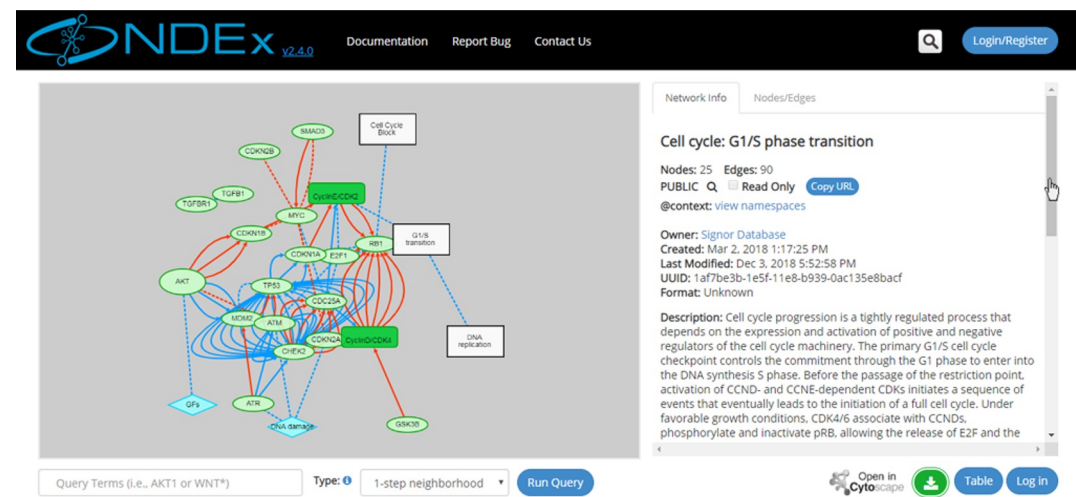 NDEx v2.4.0
Documentation Report Bug Contact Us
Login/Register
SMAD3
Cell Cycle
Block
CDKN2B
TGFB1
TGFBR1
CyclinE/CDK2
MYC
CDKN1B
G1/S
transition
RB1
CDKN1A
E2F1
AKT
TP53
CDC25A
MDM2
ATM
CDKN2A
CyclinD/CDK4
DNA
replication
CHEK2
GFs
ATR
DNA damage
GSK3B
Network Info Nodes/Edges
Cell cycle: G1/S phase transition
Nodes: 25 Edges: 90
PUBLIC Read Only Copy URL
@context: view namespaces
Owner: Signor Database
Created: Mar 2, 2018 1:17:25 PM
Last Modified: Dec 3, 2018 5:52:58 PM
UUID: 1af7be3b-1e5f-11e8-b939-0ac135e8bacf
Format: Unknown
Description: Cell cycle progression is a tightly regulated process that
depends on the expression and activation of positive and negative
regulators of the cell cycle machinery. The primary G1/S cell cycle
checkpoint controls the commitment through the G1 phase to enter into
the DNA synthesis S phase. Before the passage of the restriction point,
activation of CCND- and CCNE-dependent CDKs initiates a sequence of
events that eventually leads to the initiation of a full cell cycle. Under
favorable growth conditions, CDK4/6 associate with CCNDs,
phosphorylate and inactivate pRB, allowing the release of E2F and the
Query Terms (i.e., AKT1 or WNT*)
Type: 1-step neighborhood Run Query
Open in
Cytoscape
Table Log in